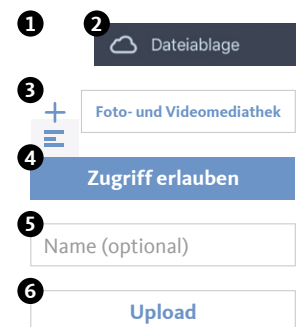 1 2
Dateiablage
3
+ Foto- und Videomediathek
4
Zugriff erlauben
5
Name (optional)
6
Upload